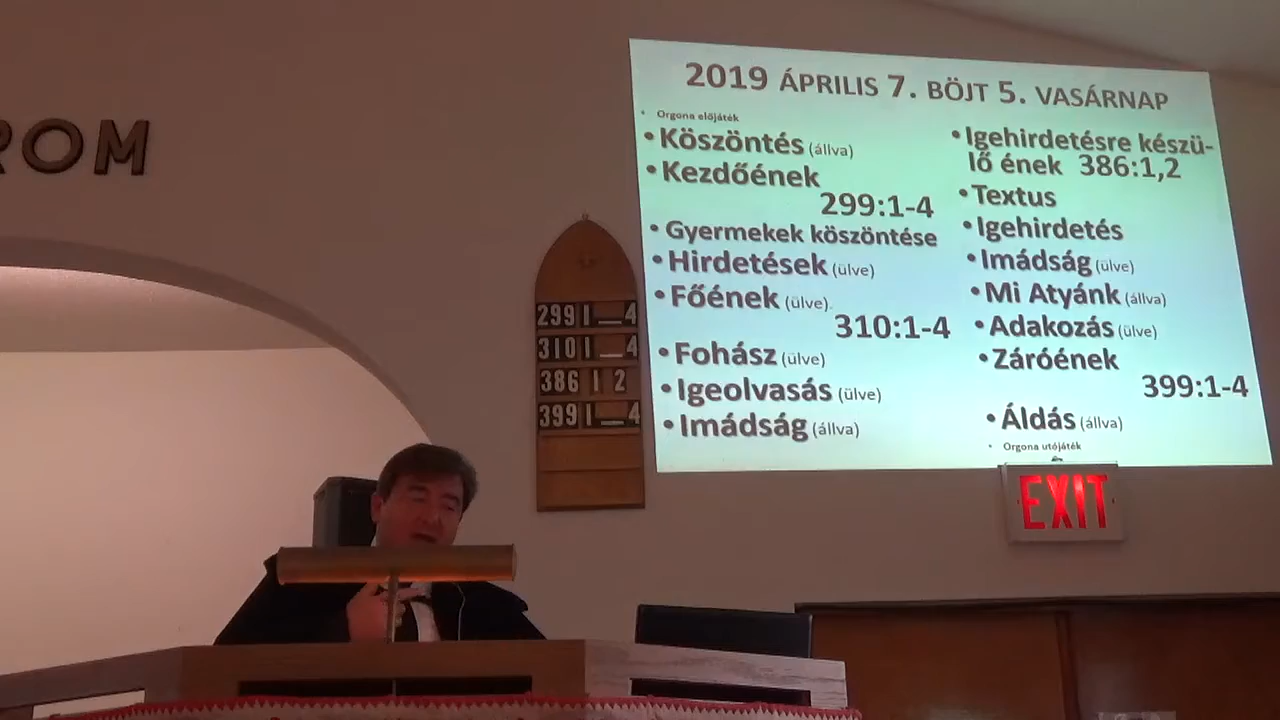 ROM
2019 ÁPRILIS 7. BÖJT 5. VASÁRNAP
• Orgona előjáték
• Köszöntés (állva)
• Kezdőének
299:1-4
• Gyermekek köszöntése
• Hirdetések (ülve)
• Főének (ülve).
310:1-4
• Fohász (ülve)
• Igeolvasás (ülve)
• Imádság (állva)
• Igehirdetésre készü-
lő ének 386:1,2
• Textus
• Igehirdetés
• Imádság (ülve)
• Mi Atyánk (állva)
• Adakozás (ülve)
• Záróének
399:1-4
• Áldás (állva)
• Orgona utójáték
299 1 _ 4
310 1 _ 4
386 1 2
399 1 _ 4
EXIT